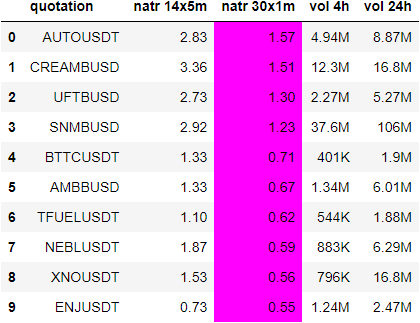 quotation natr 14x5m natr 30x1m vol 4h vol 24h
0 AUTOUSDT 2.83 1.57 4.94M 8.87M
1 CREAMBUSD 3.36 1.51 12.3M 16.8M
2 UFTBUSD 2.73 1.30 2.27M 5.27M
3 SNMBUSD 2.92 1.23 37.6M 106M
4 BTTCUSDT 1.33 0.71 401K 1.9M
5 AMBBUSD 1.33 0.67 1.34M 6.01M
6 TFUELUSDT 1.10 0.62 544K 1.88M
7 NEBLUSDT 1.87 0.59 883K 6.29M
8 XNOUSDT 1.53 0.56 796K 16.8M
9 ENJUSDT 0.73 0.55 1.24M 2.47M